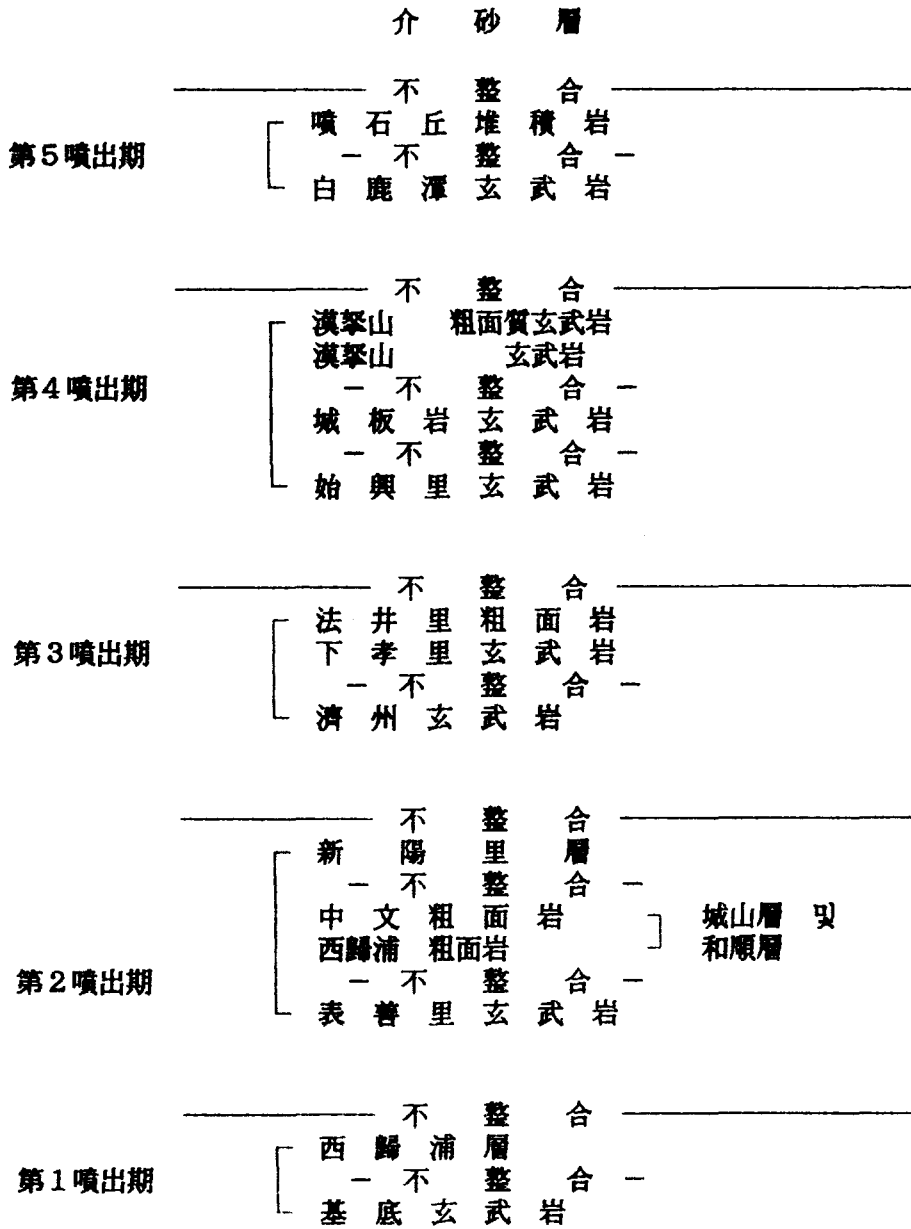 介 砂 層
不 整 合
噴 石 丘 堆 積 岩
第5噴出期 － 不 整 合 －
白 鹿 潭 玄 武 岩
不 整 合
漢拏山 粗面質玄武岩
漢拏山 玄武岩
第4噴出期 － 不 整 合 －
城 板 岩 玄 武 岩
－ 不 整 合 －
始 興 里 玄 武 岩
不 整 合
法 井 里 粗 面 岩
第3噴出期 下 孝 里 玄 武 岩
－ 不 整 合 －
濟 州 玄 武 岩
不 整 合
新 陽 里 層
－ 不 整 合 －
中 文 粗 面 岩 城山層 및
西歸浦 粗面岩 和順層
第2噴出期 － 不 整 合 －
表 善 里 玄 武 岩
不 整 合
西 歸 浦 層
第1噴出期 － 不 整 合 －
基 底 玄 武 岩